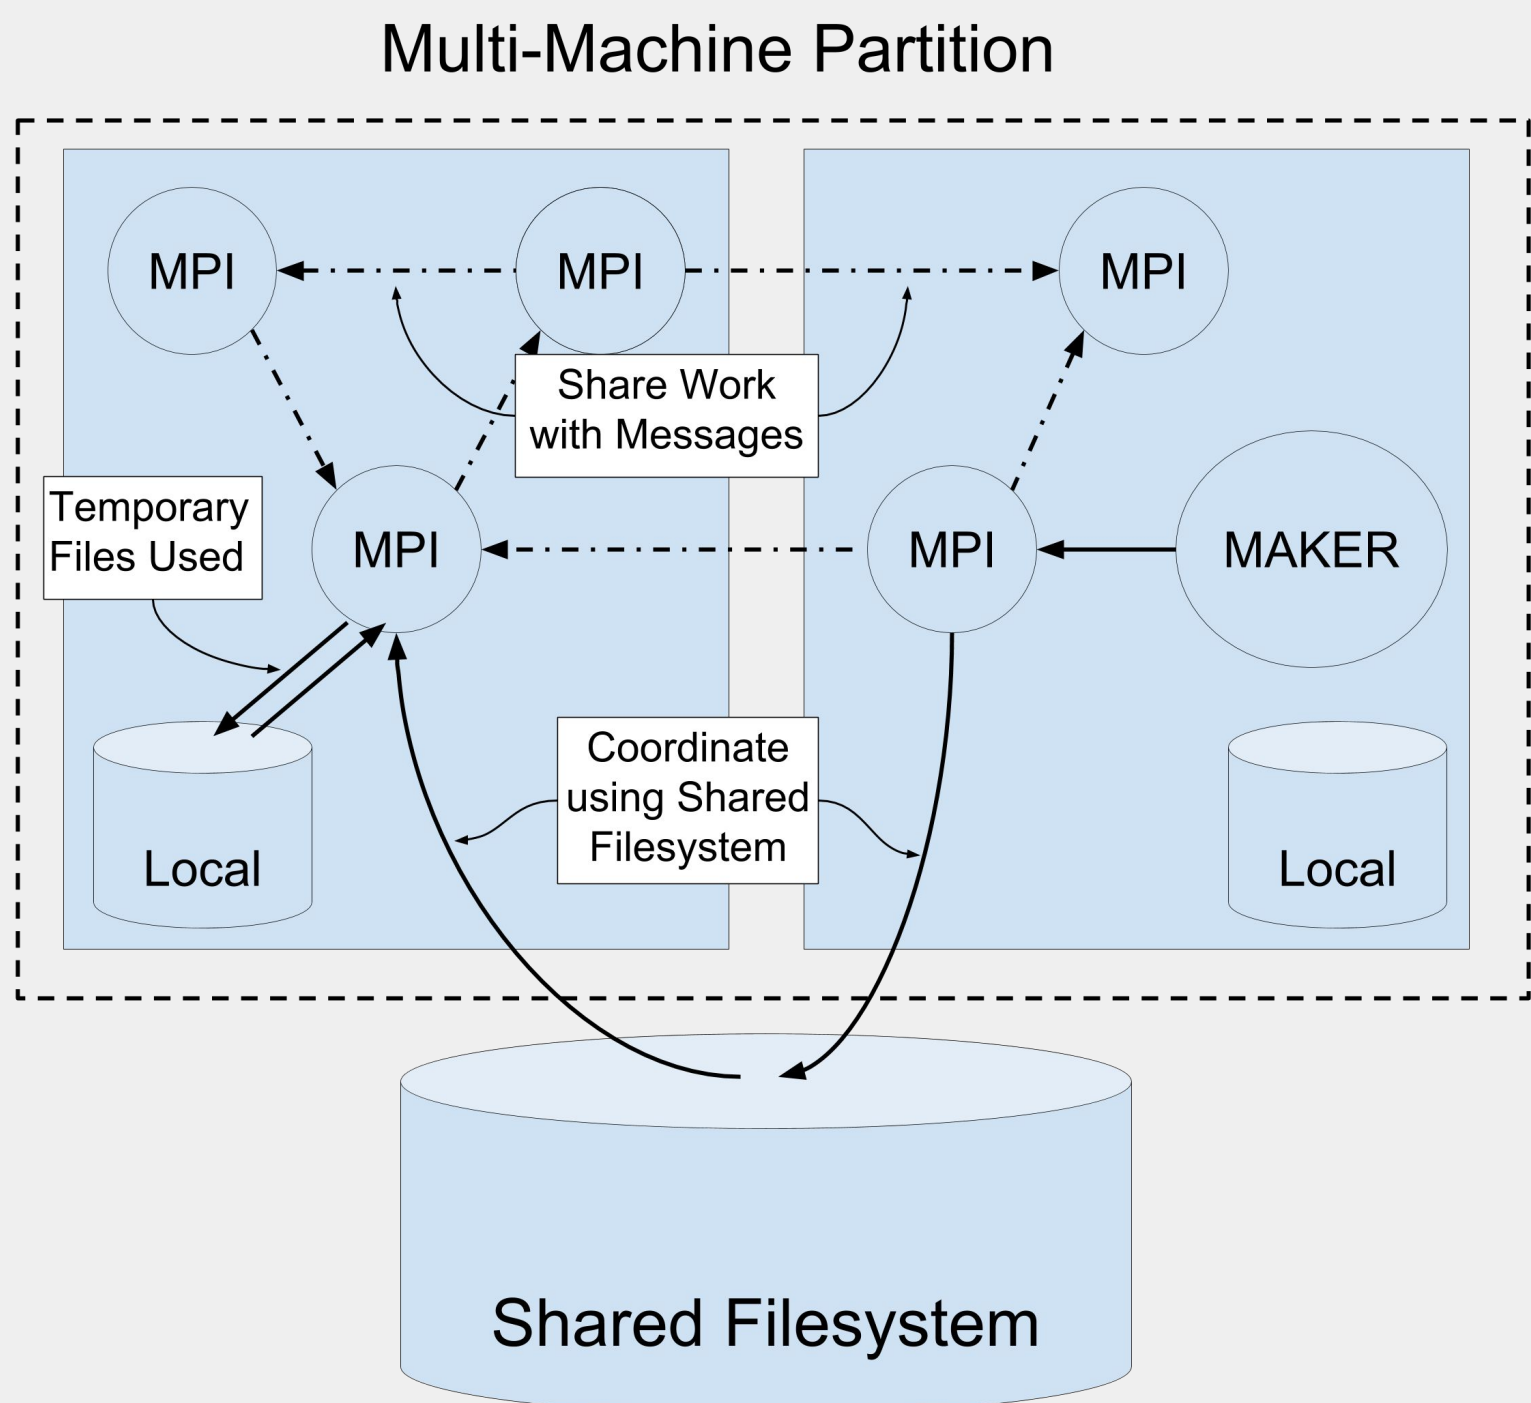 Multi-Machine Partition
MPI
MPI
MPI
Share Work
with Messages
Temporary
Files Used
MPI
MPI
MAKER
Coordinate
using Shared
Filesystem
Local
Local
Shared Filesystem